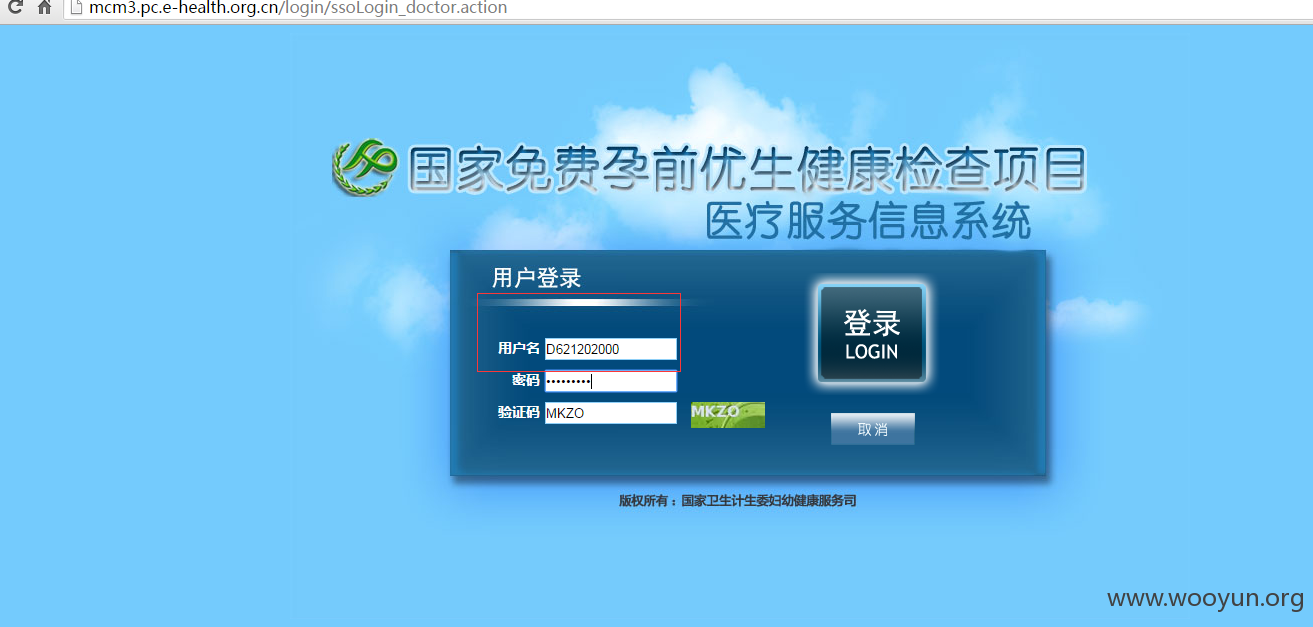 mcm3.pc.e-health.org.cn/login/ssoLogin_doctor.action
国家免费孕前优生健康检查项目
医疗服务信息系统
用户登录
用户名 D621202000
密码 •••••••••
验证码 MKZO MKZO
登录
LOGIN
取消
版权所有：国家卫生计生委妇幼健康服务司
www.wooyun.org